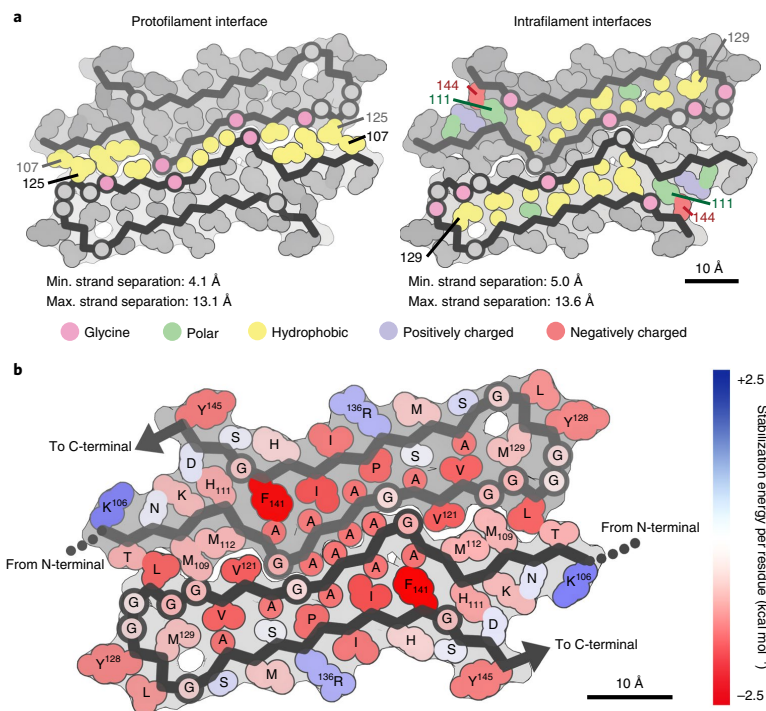 a
Protofilament interface
Intrafilament interfaces
129
144
111
125
107
107
125
111
144
129
Min. strand separation: 4.1 Å
Max. strand separation: 13.1 Å
Min. strand separation: 5.0 Å
Max. strand separation: 13.6 Å
10 Å
Glycine
Polar
Hydrophobic
Positively charged
Negatively charged
b
+2.5
Stabilization energy per residue (kcal mol⁻¹)
−2.5
Y¹⁴⁵ ¹³⁶R M S G L
To C-terminal
S H I Y¹²⁸
G P S A M¹²⁹ G
D V
K H₁₁₁ F₁₄₁ I A G G G G
K¹⁰⁶ N A A A G V¹²¹ L
From N-terminal
M₁₁₂ A A M₁₀₉ T
From N-terminal
T L M₁₀₉ V¹²¹ G A A A M₁₁₂
G G G G A I F₁₄₁ H₁₁₁ K N K¹⁰⁶
G V A P G D
M¹²⁹ A S H S
To C-terminal
Y¹²⁸ I Y¹⁴⁵
L G S M ¹³⁶R
10 Å